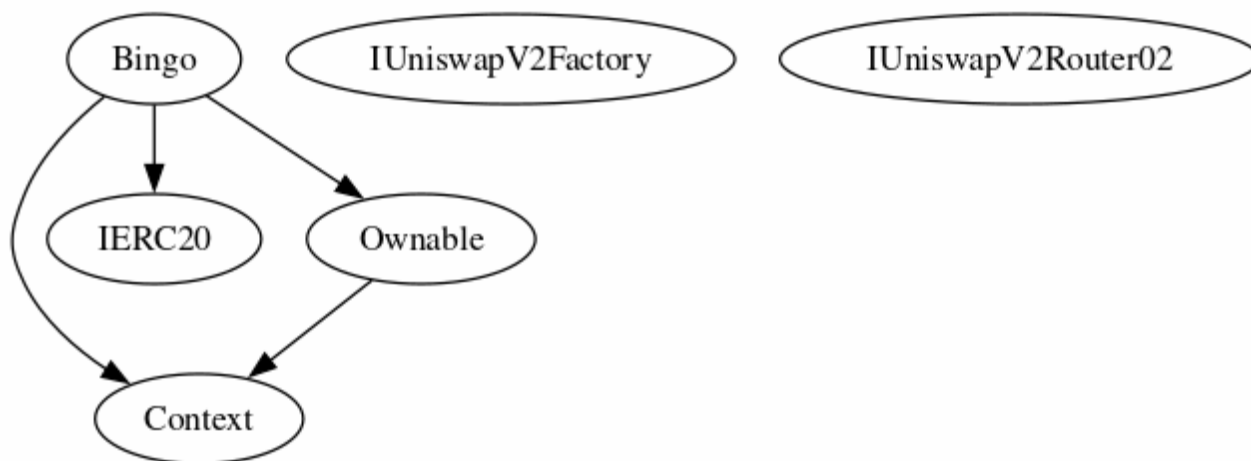 Bingo
IUniswapV2Factory
IUniswapV2Router02
IERC20
Ownable
Context